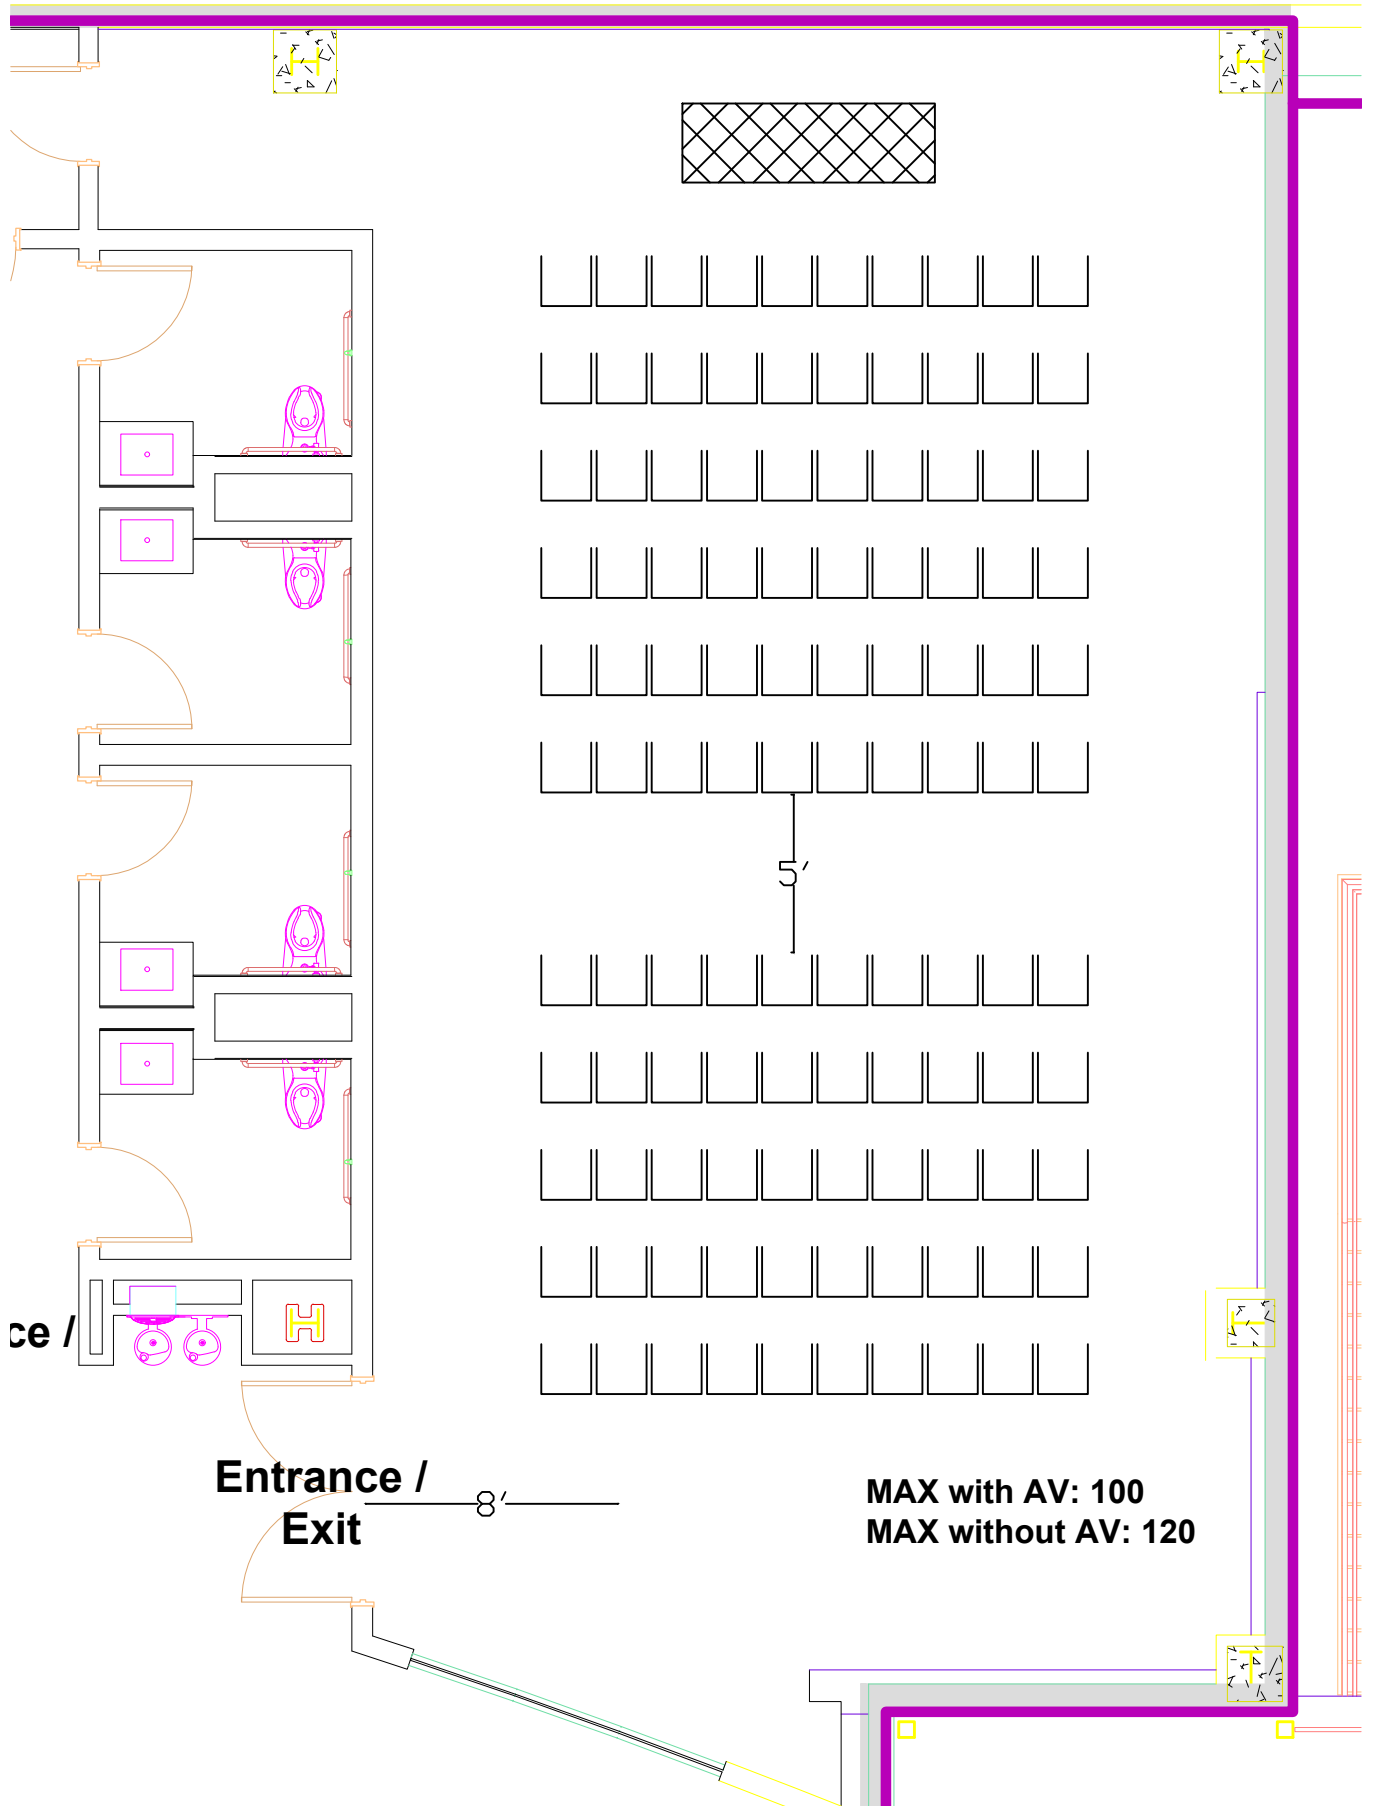 5′
ce /
Entrance /
Exit
8′
MAX with AV: 100
MAX without AV: 120